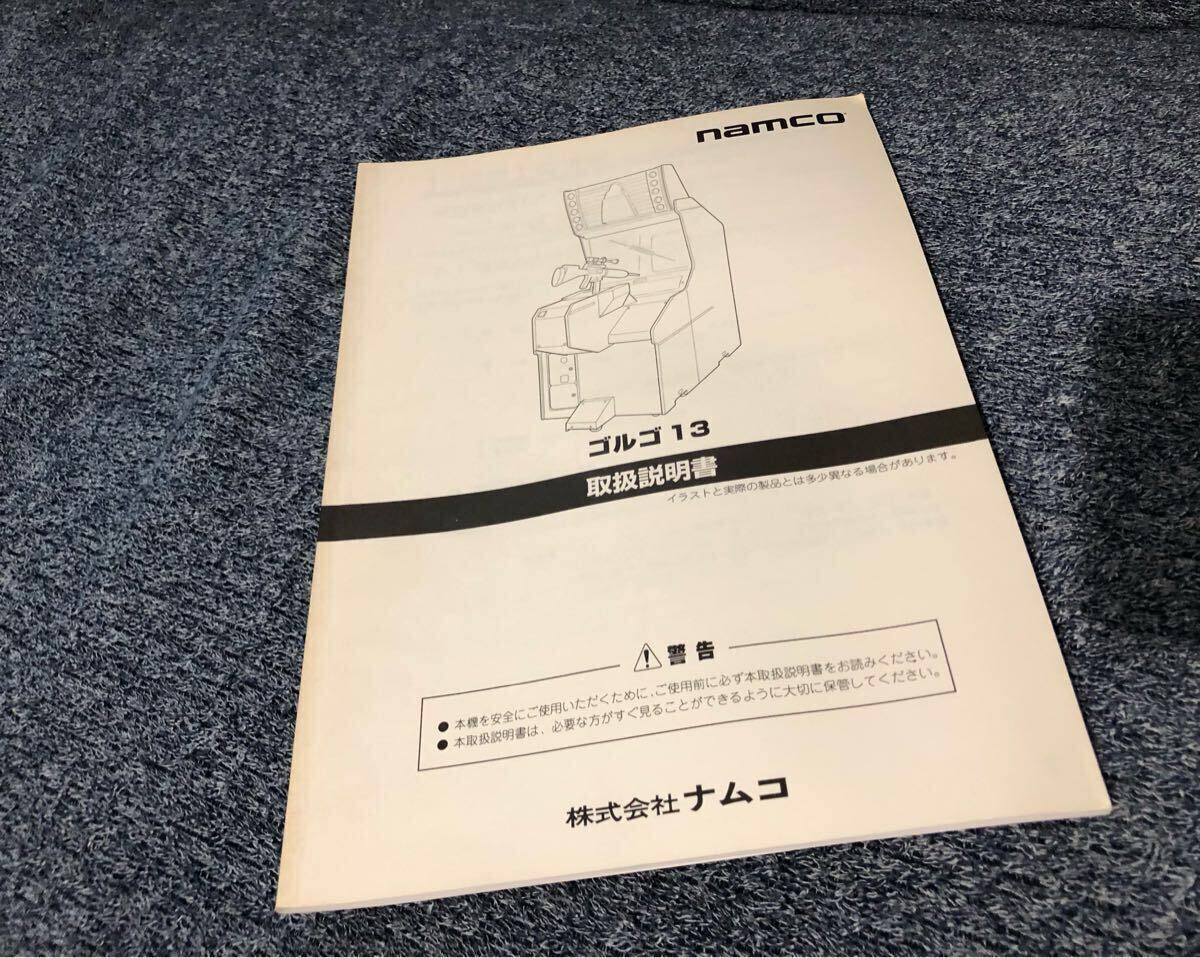 namco
ゴルゴ13
取扱説明書
イラストと実際の製品とは多少異なる場合があります。
警告
● 本機を安全にご使用いただくために、ご使用前に必ず本取扱説明書をお読みください。
● 本取扱説明書は、必要な方がすぐ見ることができるように大切に保管してください。
株式会社ナムコ